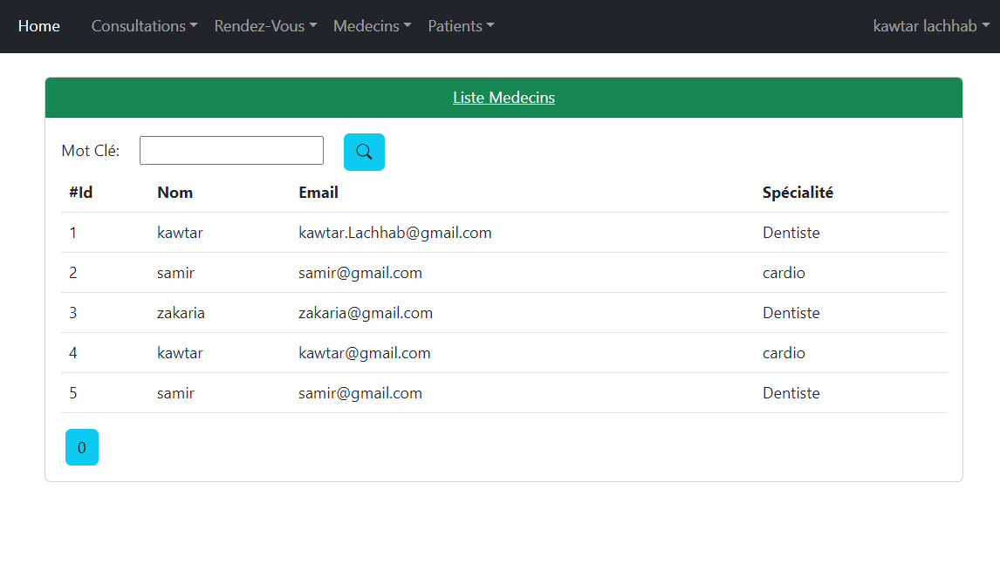 Home Consultations Rendez-Vous Medecins Patients kawtar lachhab
Liste Medecins
Mot Clé:
#Id Nom Email Spécialité
1 kawtar kawtar.Lachhab@gmail.com Dentiste
2 samir samir@gmail.com cardio
3 zakaria zakaria@gmail.com Dentiste
4 kawtar kawtar@gmail.com cardio
5 samir samir@gmail.com Dentiste
0